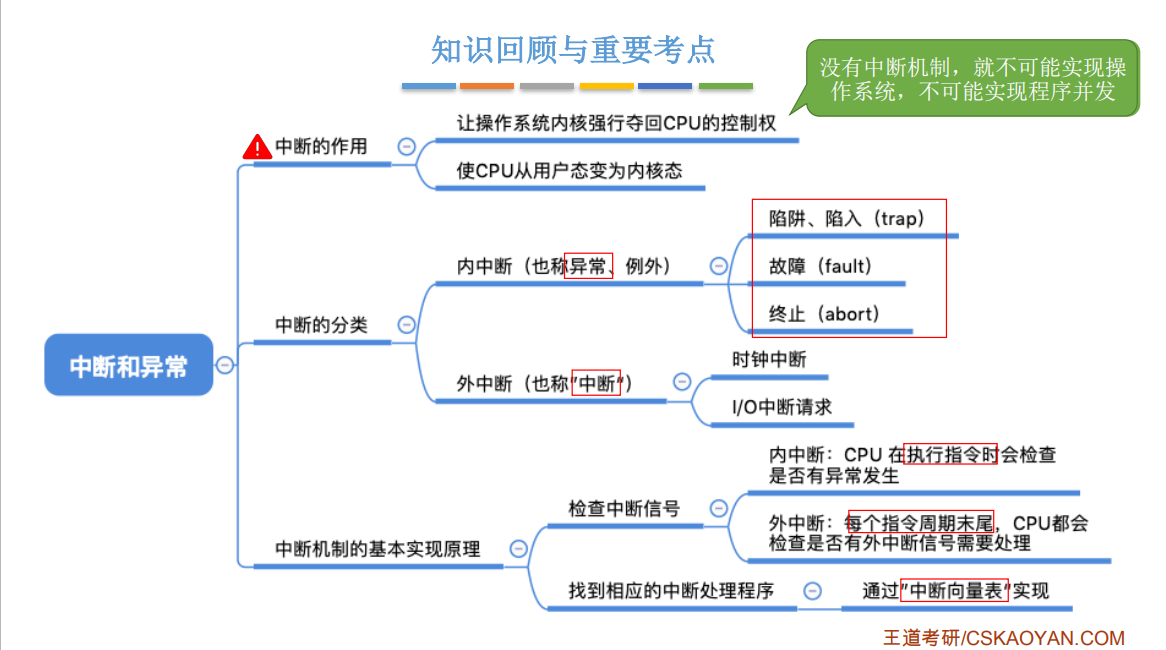 知识回顾与重要考点
没有中断机制，就不可能实现操
作系统，不可能实现程序并发
中断和异常
中断的作用
让操作系统内核强行夺回CPU的控制权
使CPU从用户态变为内核态
中断的分类
内中断（也称异常、例外）
陷阱、陷入（trap）
故障（fault）
终止（abort）
外中断（也称"中断"）
时钟中断
I/O中断请求
中断机制的基本实现原理
检查中断信号
内中断：CPU 在执行指令时会检查
是否有异常发生
外中断：每个指令周期末尾，CPU都会
检查是否有外中断信号需要处理
找到相应的中断处理程序
通过"中断向量表"实现
王道考研/CSKAOYAN.COM